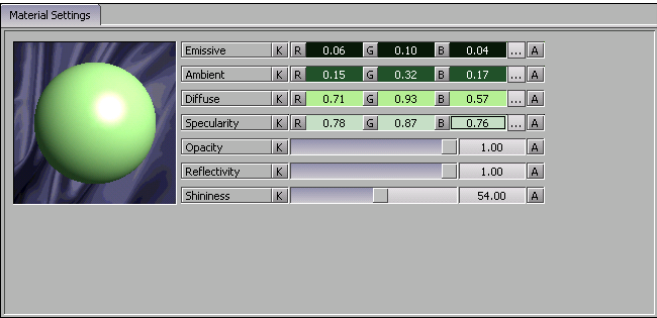 Material Settings
Emissive K R 0.06 G 0.10 B 0.04 ... A
Ambient K R 0.15 G 0.32 B 0.17 ... A
Diffuse K R 0.71 G 0.93 B 0.57 ... A
Specularity K R 0.78 G 0.87 B 0.76 ... A
Opacity K 1.00 A
Reflectivity K 1.00 A
Shininess K 54.00 A